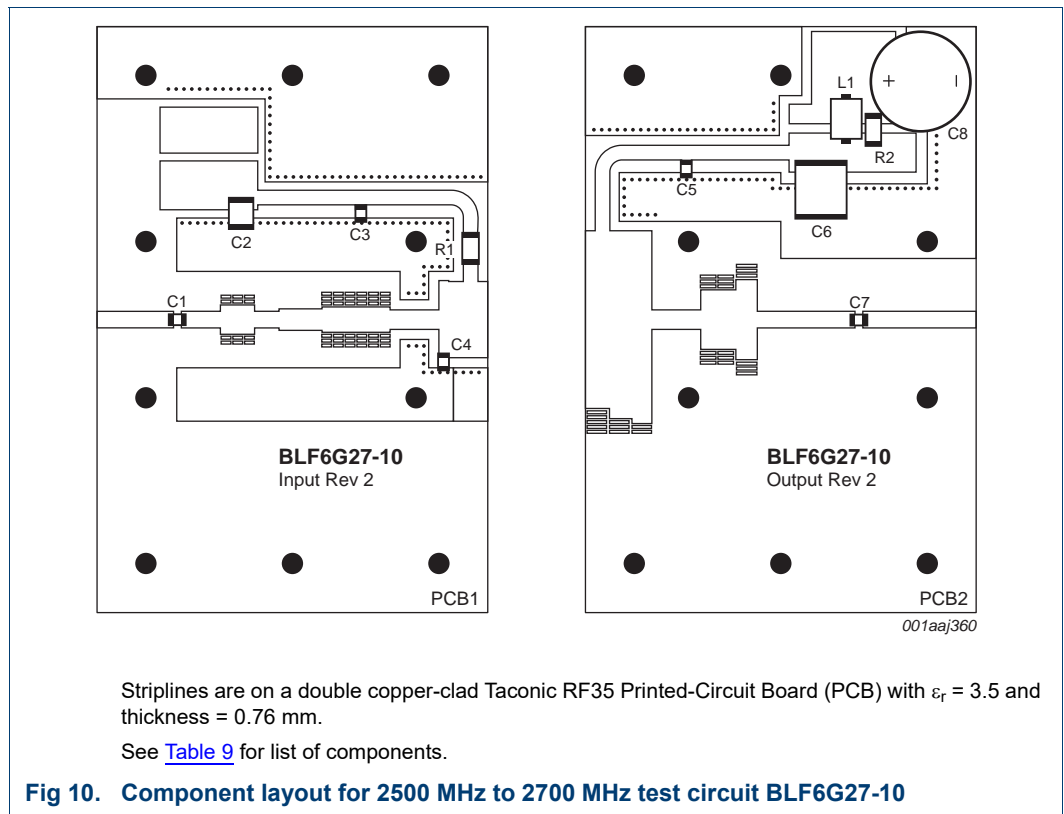 C2
C3
R1
C1
C4
BLF6G27-10
Input Rev 2
PCB1
L1
+
–
C8
R2
C5
C6
C7
BLF6G27-10
Output Rev 2
PCB2
001aaj360
Striplines are on a double copper-clad Taconic RF35 Printed-Circuit Board (PCB) with εr = 3.5 and
thickness = 0.76 mm.
See Table 9 for list of components.
Fig 10. Component layout for 2500 MHz to 2700 MHz test circuit BLF6G27-10